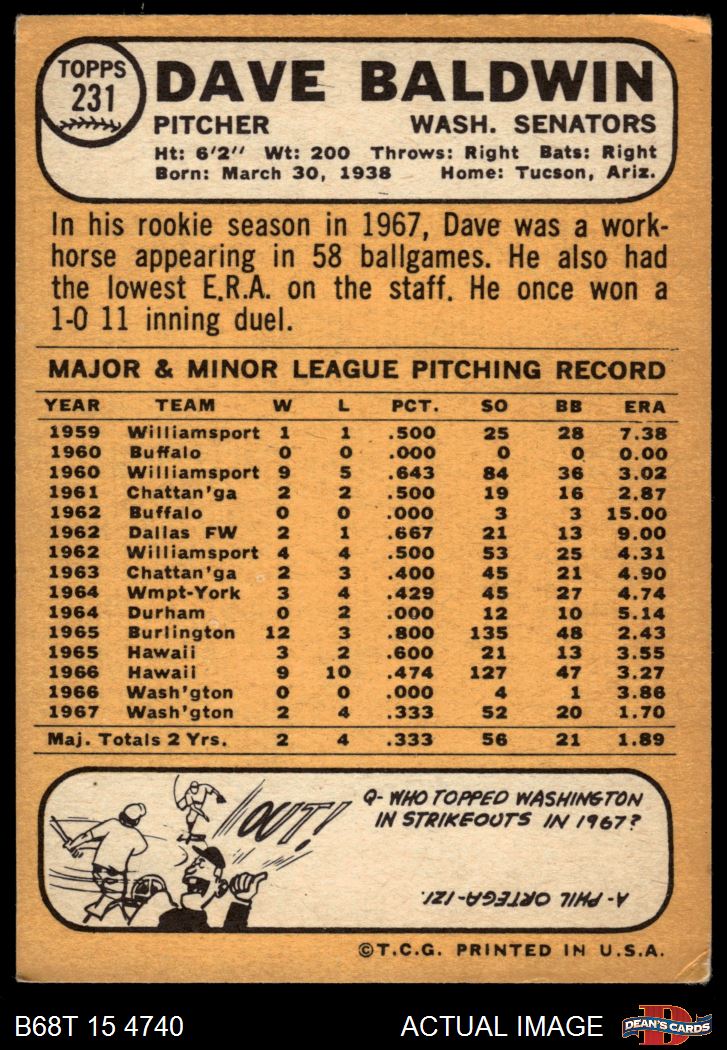 TOPPS
231
DAVE BALDWIN
PITCHER WASH. SENATORS
Ht: 6'2" Wt: 200 Throws: Right Bats: Right
Born: March 30, 1938 Home: Tucson, Ariz.
In his rookie season in 1967, Dave was a work-
horse appearing in 58 ballgames. He also had
the lowest E.R.A. on the staff. He once won a
1-0 11 inning duel.
MAJOR & MINOR LEAGUE PITCHING RECORD
YEAR TEAM W L PCT. SO BB ERA
1959 Williamsport 1 1 .500 25 28 7.38
1960 Buffalo 0 0 .000 0 0 0.00
1960 Williamsport 9 5 .643 84 36 3.02
1961 Chattan'ga 2 2 .500 19 16 2.87
1962 Buffalo 0 0 .000 3 3 15.00
1962 Dallas FW 2 1 .667 21 13 9.00
1962 Williamsport 4 4 .500 53 25 4.31
1963 Chattan'ga 2 3 .400 45 21 4.90
1964 Wmpt-York 3 4 .429 45 27 4.74
1964 Durham 0 2 .000 12 10 5.14
1965 Burlington 12 3 .800 135 48 2.43
1965 Hawaii 3 2 .600 21 13 3.55
1966 Hawaii 9 10 .474 127 47 3.27
1966 Wash'gton 0 0 .000 4 1 3.86
1967 Wash'gton 2 4 .333 52 20 1.70
Maj. Totals 2 Yrs. 2 4 .333 56 21 1.89
OUT!
Q- WHO TOPPED WASHINGTON
IN STRIKEOUTS IN 1967?
A- PHIL ORTEGA-121.
©T.C.G. PRINTED IN U.S.A.
B68T 15 4740 ACTUAL IMAGE
D
DEAN'S CARDS